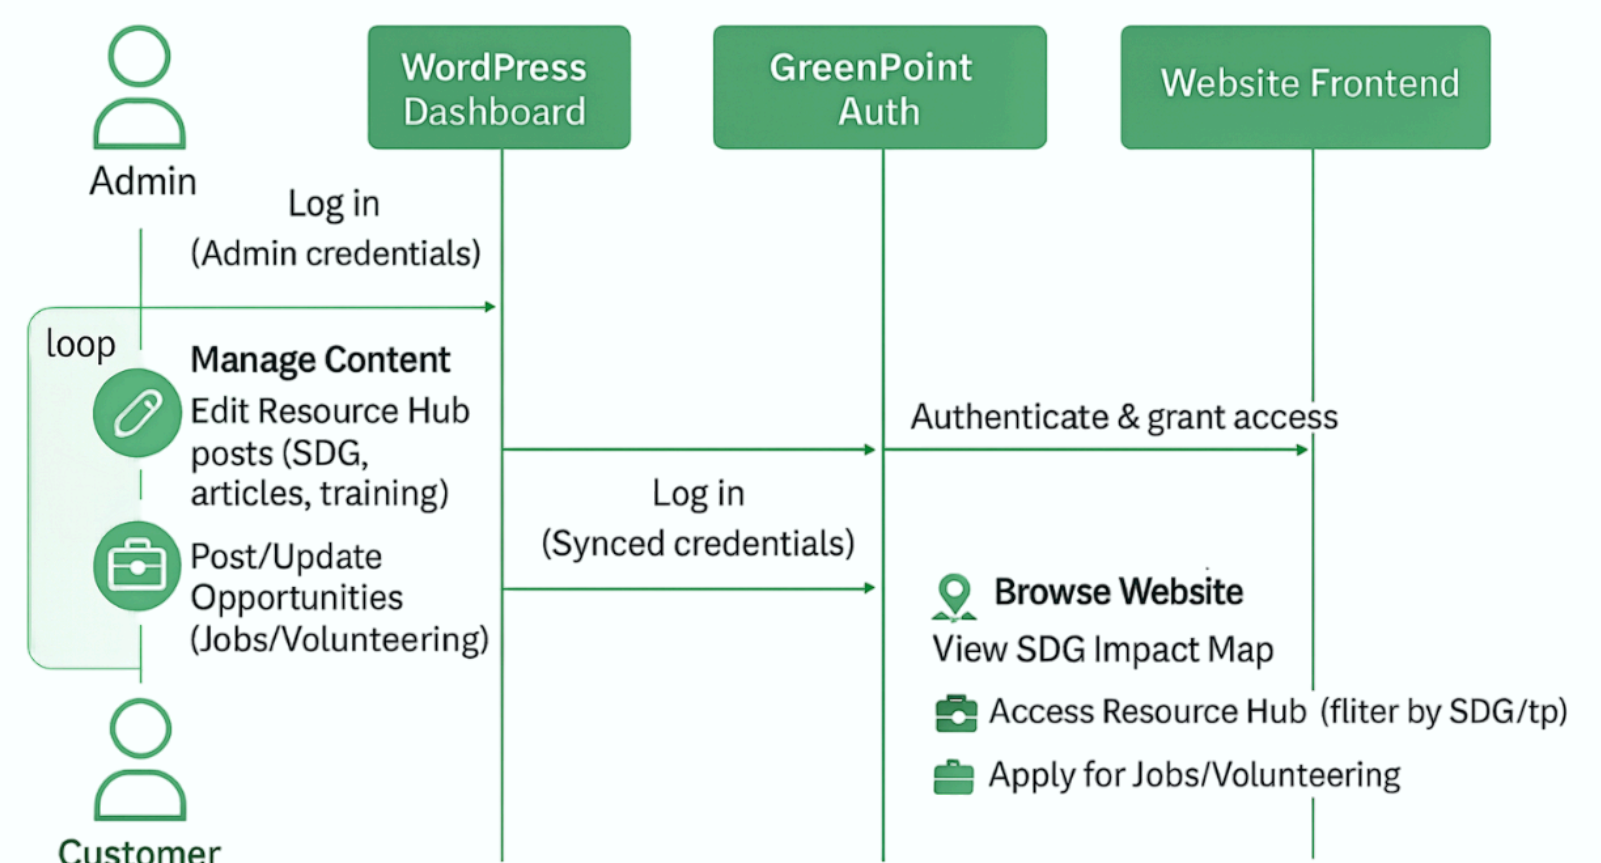 WordPress
Dashboard
GreenPoint
Auth
Website Frontend
Admin
Log in
(Admin credentials)
loop
Manage Content
Edit Resource Hub
posts (SDG,
articles, training)
Post/Update
Opportunities
(Jobs/Volunteering)
Authenticate & grant access
Log in
(Synced credentials)
Browse Website
View SDG Impact Map
Access Resource Hub (fliter by SDG/tp)
Apply for Jobs/Volunteering
Customer